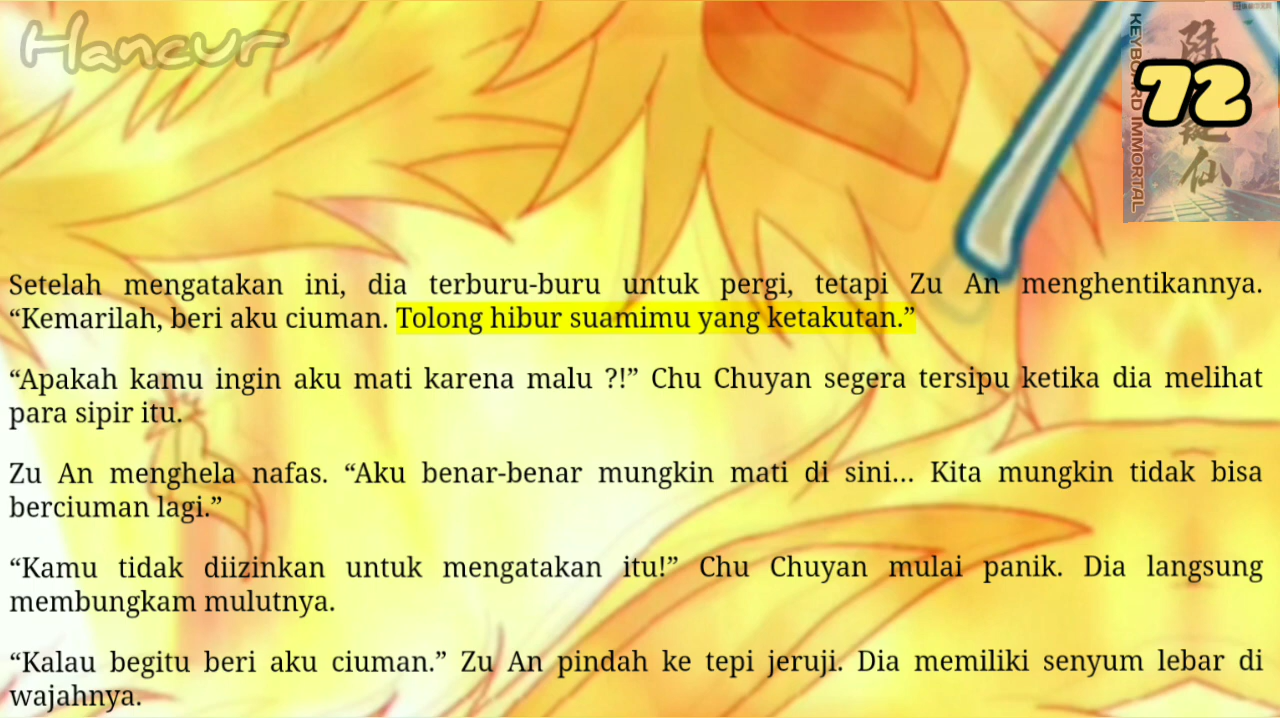 Hancur
KEYBOARD IMMORTAL
72
仙
Setelah mengatakan ini, dia terburu-buru untuk pergi, tetapi Zu An menghentikannya.
“Kemarilah, beri aku ciuman. Tolong hibur suamimu yang ketakutan.”
“Apakah kamu ingin aku mati karena malu ?!” Chu Chuyan segera tersipu ketika dia melihat
para sipir itu.
Zu An menghela nafas. “Aku benar-benar mungkin mati di sini... Kita mungkin tidak bisa
berciuman lagi.”
“Kamu tidak diizinkan untuk mengatakan itu!” Chu Chuyan mulai panik. Dia langsung
membungkam mulutnya.
“Kalau begitu beri aku ciuman.” Zu An pindah ke tepi jeruji. Dia memiliki senyum lebar di
wajahnya.